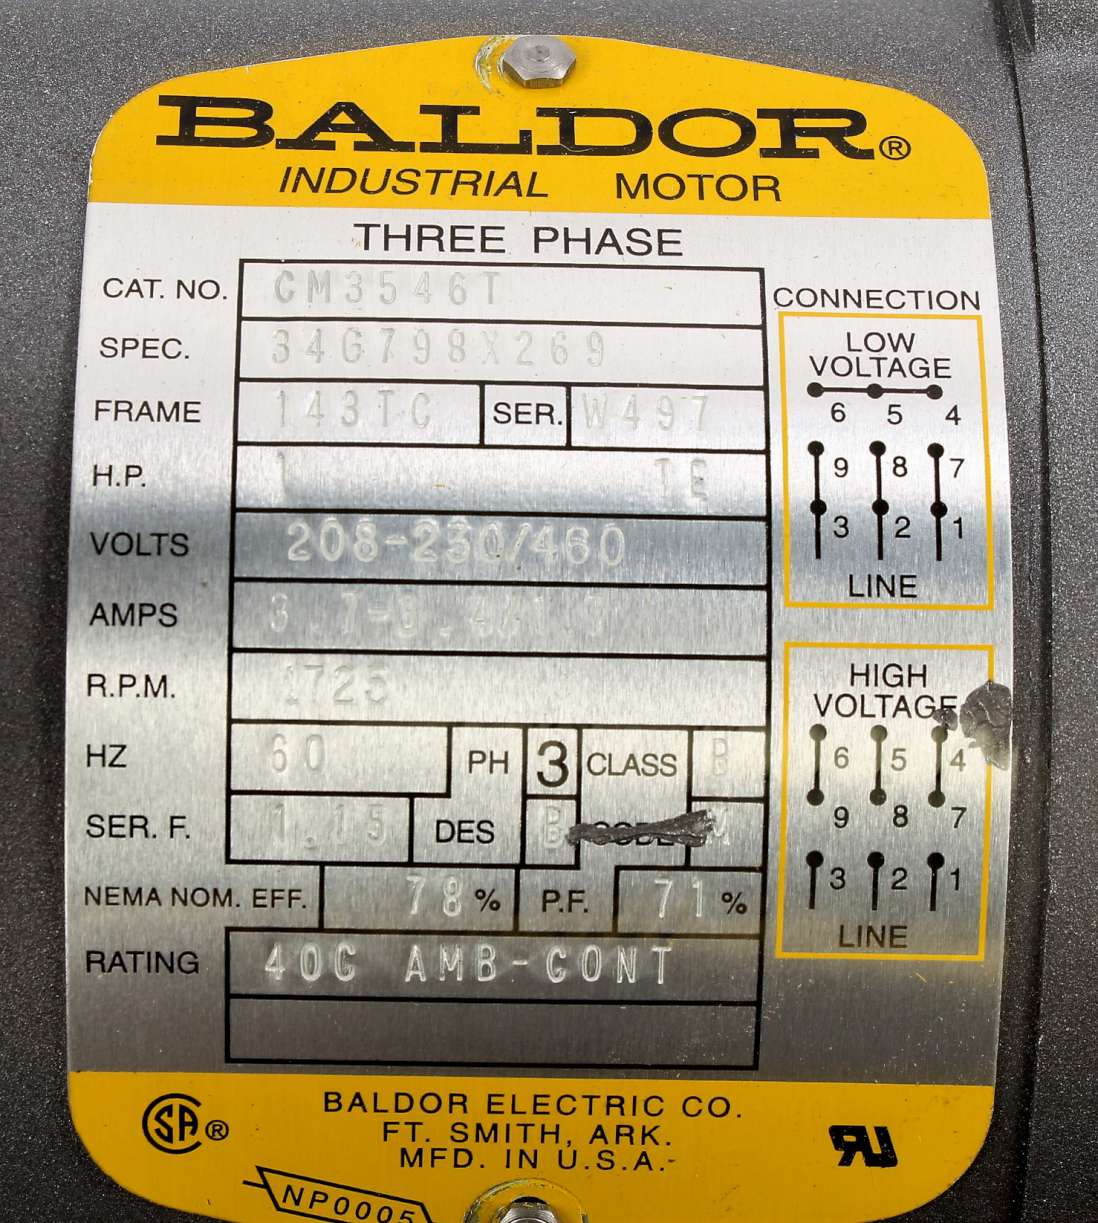 BALDOR®
INDUSTRIAL MOTOR
THREE PHASE
CAT. NO. CM3546T
SPEC. 34G798X269
FRAME 143TC SER. W497
H.P. 1 TE
VOLTS 208-230/460
AMPS
R.P.M. 1725
HZ 60 PH 3 CLASS B
SER. F. 1.15 DES B CODE M
NEMA NOM. EFF. 78 % P.F. 71 %
RATING 40C AMB-CONT
CONNECTION
LOW
VOLTAGE
6 5 4
9 8 7
3 2 1
LINE
HIGH
VOLTAGE
6 5 4
9 8 7
3 2 1
LINE
SA®
BALDOR ELECTRIC CO.
FT. SMITH, ARK.
MFD. IN U.S.A.
RU
NP0005